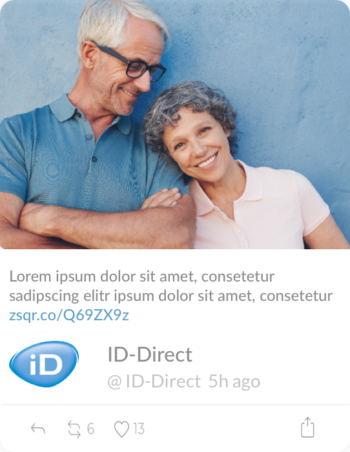 Lorem ipsum dolor sit amet, consetetur
sadipscing elitr ipsum dolor sit amet, consetetur
zsqr.co/Q69ZX9z
iD
ID-Direct
@ID-Direct 5h ago
6
13